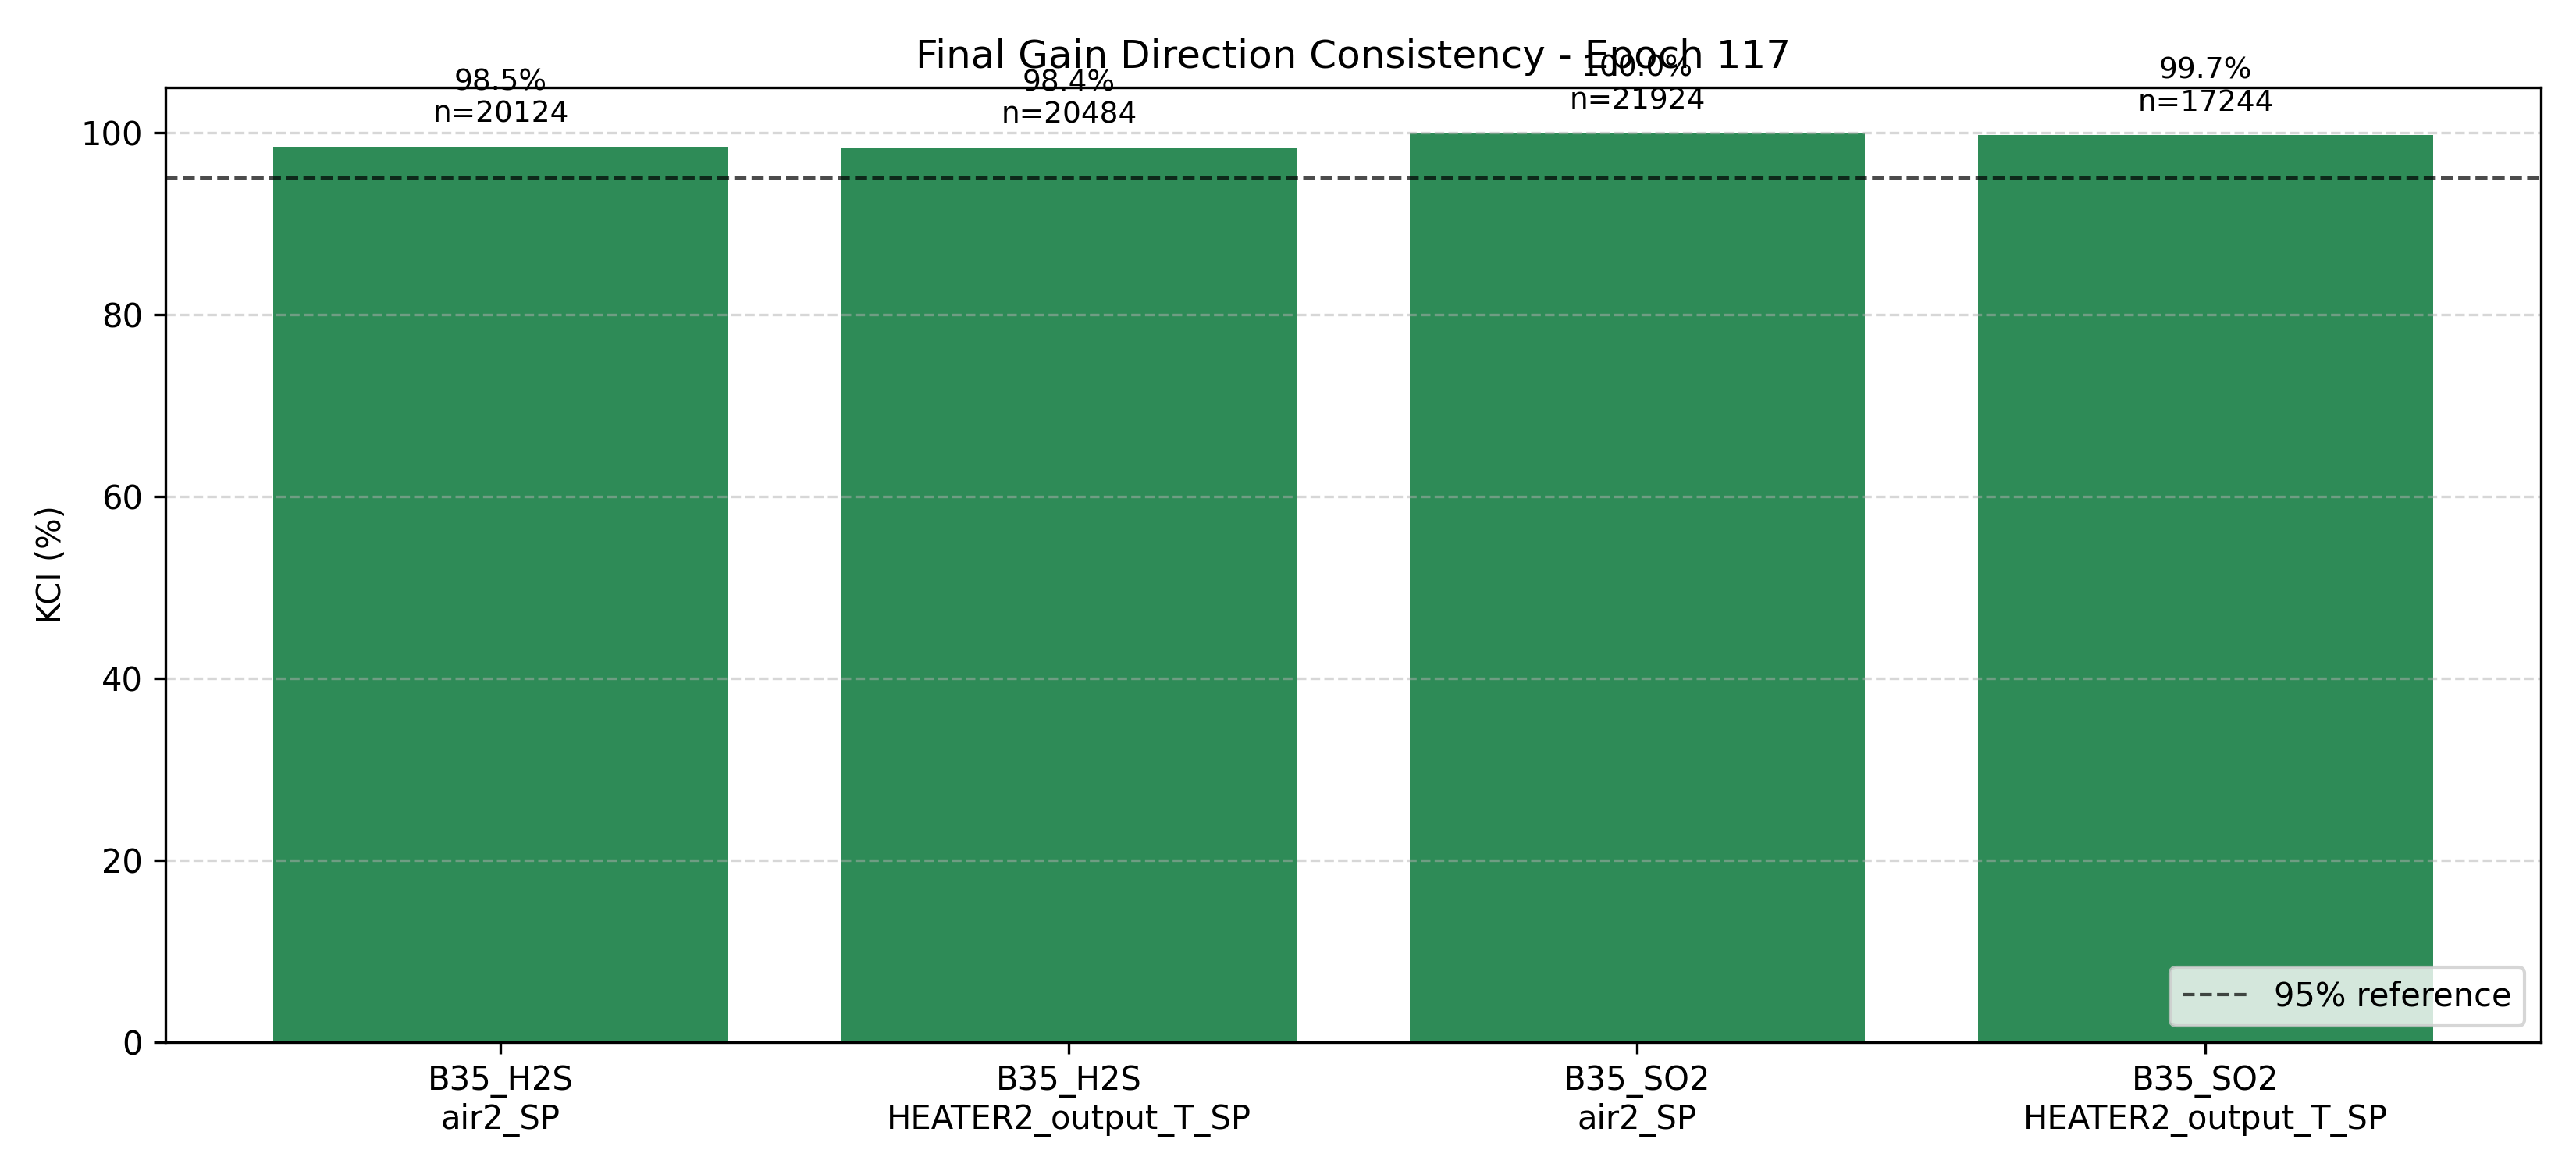 Final Gain Direction Consistency - Epoch 117
98.5%
n=20124
98.4%
n=20484
100.0%
n=21924
99.7%
n=17244
100
80
60
40
20
0
KCI (%)
95% reference
B35_H2S
air2_SP
B35_H2S
HEATER2_output_T_SP
B35_SO2
air2_SP
B35_SO2
HEATER2_output_T_SP